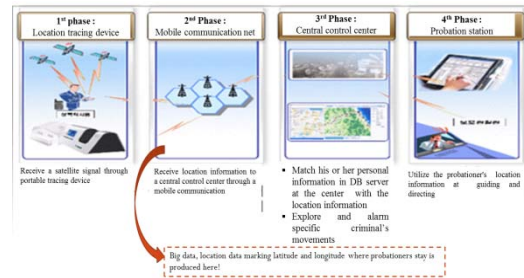 1st phase :
Location tracing device
2nd Phase :
Mobile communication net
3rd Phase :
Central control center
4th Phase :
Probation station
Receive a satellite signal through
portable tracing device
Receive location information to
a central control center through a
mobile communication
▪ Match his or her personal
information in DB server
at the center with the
location information
▪ Explore and alarm
specific criminal's
movements
Utilize the probationer's location
information at guiding and
directing
Big data, location data marking latitude and longitude where probationers stay is
produced here!